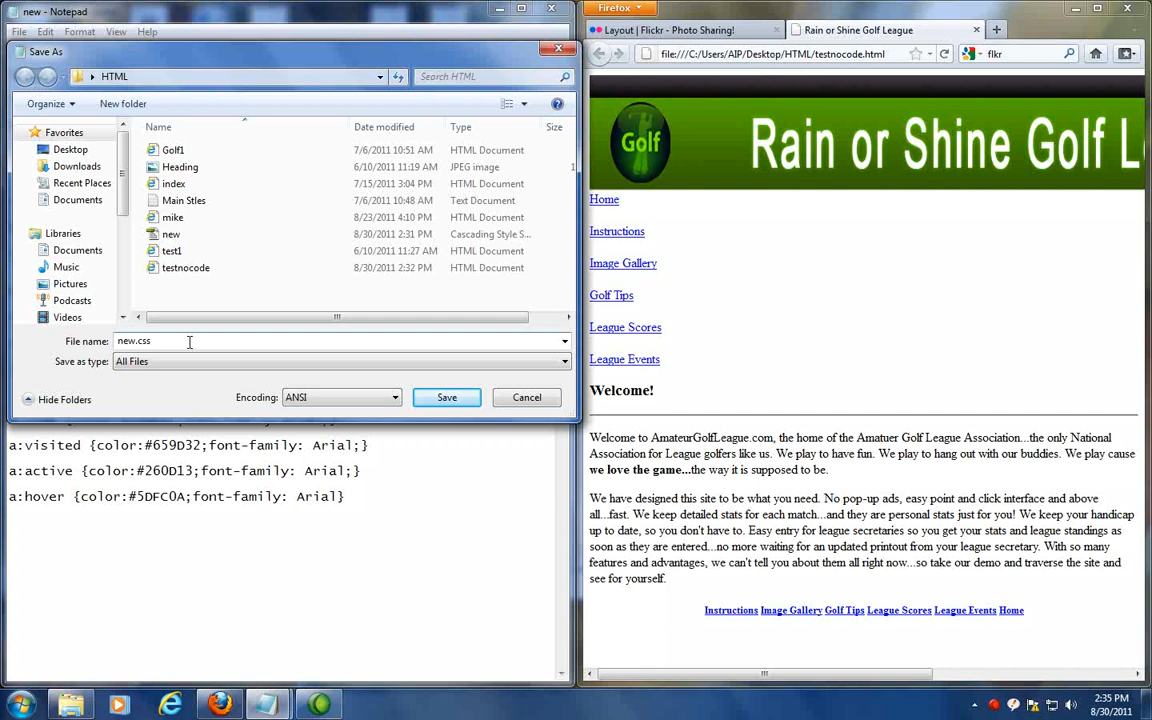 new - Notepad
File Edit Format View Help
Save As
HTML
Search HTML
Organize New folder
Favorites
Desktop
Downloads
Recent Places
Documents
Libraries
Documents
Music
Pictures
Podcasts
Videos
Name Date modified Type Size
Golf1 7/6/2011 10:51 AM HTML Document
Heading 6/10/2011 11:19 AM JPEG image 1
index 7/15/2011 3:04 PM HTML Document
Main Stles 7/6/2011 10:48 AM Text Document
mike 8/23/2011 4:10 PM HTML Document
new 8/30/2011 2:31 PM Cascading Style S...
test1 6/10/2011 11:27 AM HTML Document
testnocode 8/30/2011 2:32 PM HTML Document
File name: new.css
Save as type: All Files
Hide Folders
Encoding: ANSI
Save
Cancel
a:visited {color:#659D32;font-family: Arial;}
a:active {color:#260D13;font-family: Arial;}
a:hover {color:#5DFC0A;font-family: Arial}
Firefox
Layout | Flickr - Photo Sharing!
Rain or Shine Golf League
file:///C:/Users/AIP/Desktop/HTML/testnocode.html
flkr
Golf
Rain or Shine Golf L
Home
Instructions
Image Gallery
Golf Tips
League Scores
League Events
Welcome!
Welcome to AmateurGolfLeague.com, the home of the Amatuer Golf League Association...the only National
Association for League golfers like us. We play to have fun. We play to hang out with our buddies. We play cause
we love the game...the way it is supposed to be.
We have designed this site to be what you need. No pop-up ads, easy point and click interface and above
all...fast. We keep detailed stats for each match...and they are personal stats just for you! We keep your handicap
up to date, so you don't have to. Easy entry for league secretaries so you get your stats and league standings as
soon as they are entered...no more waiting for an updated printout from your league secretary. With so many
features and advantages, we can't tell you about them all right now...so take our demo and traverse the site and
see for yourself.
Instructions Image Gallery Golf Tips League Scores League Events Home
2:35 PM
8/30/2011